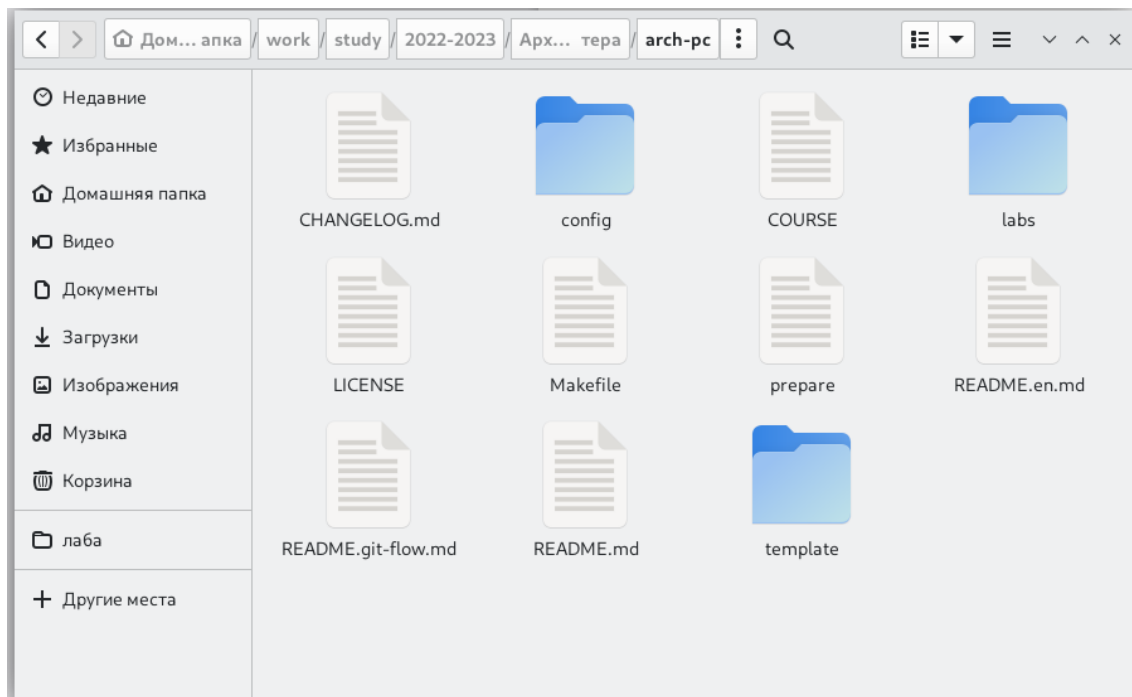 Дом... апка / work / study / 2022-2023 / Арх... тера / arch-pc
Недавние
Избранные
Домашняя папка
Видео
Документы
Загрузки
Изображения
Музыка
Корзина
лаба
Другие места
CHANGELOG.md config COURSE labs
LICENSE Makefile prepare README.en.md
README.git-flow.md README.md template